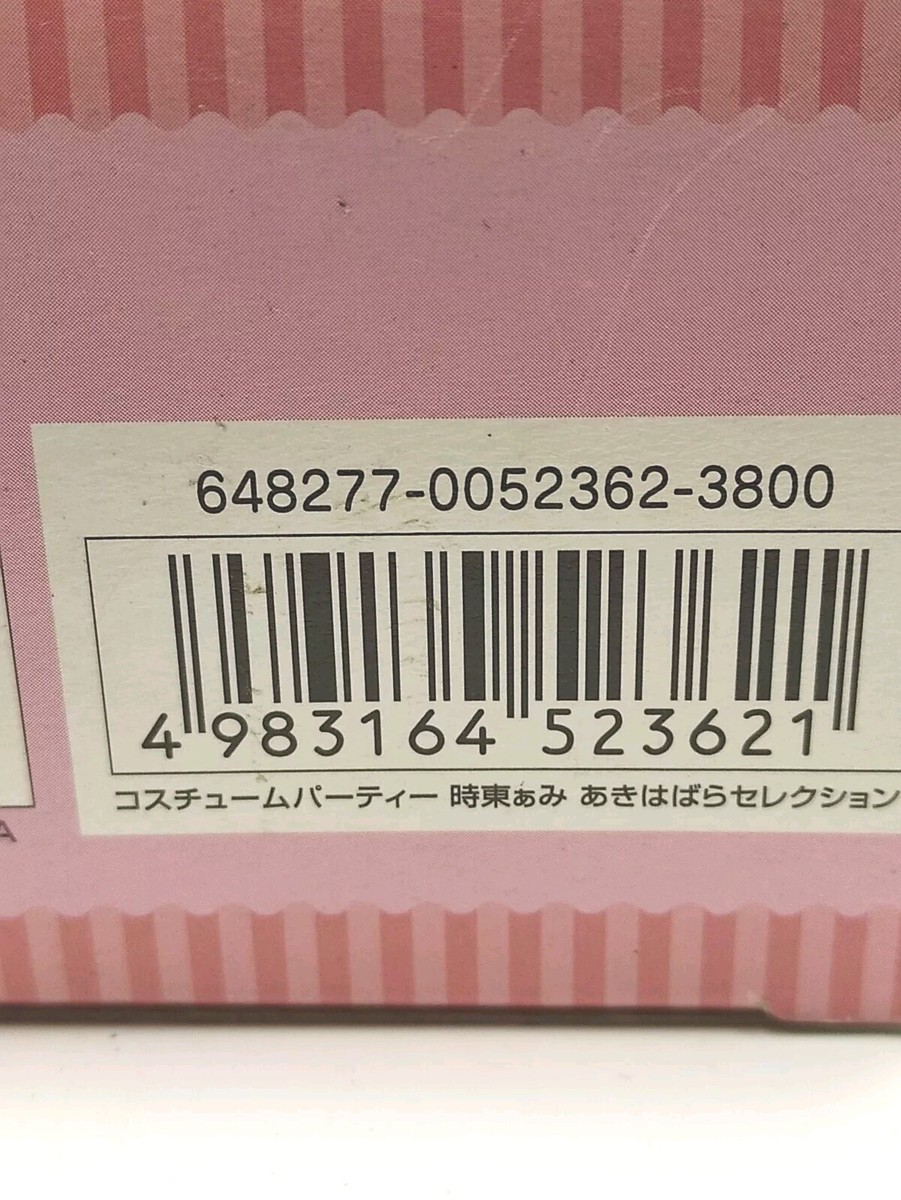 648277-0052362-3800
4 983164 523621
コスチュームパーティー 時東ぁみ あきはばらセレクション
A